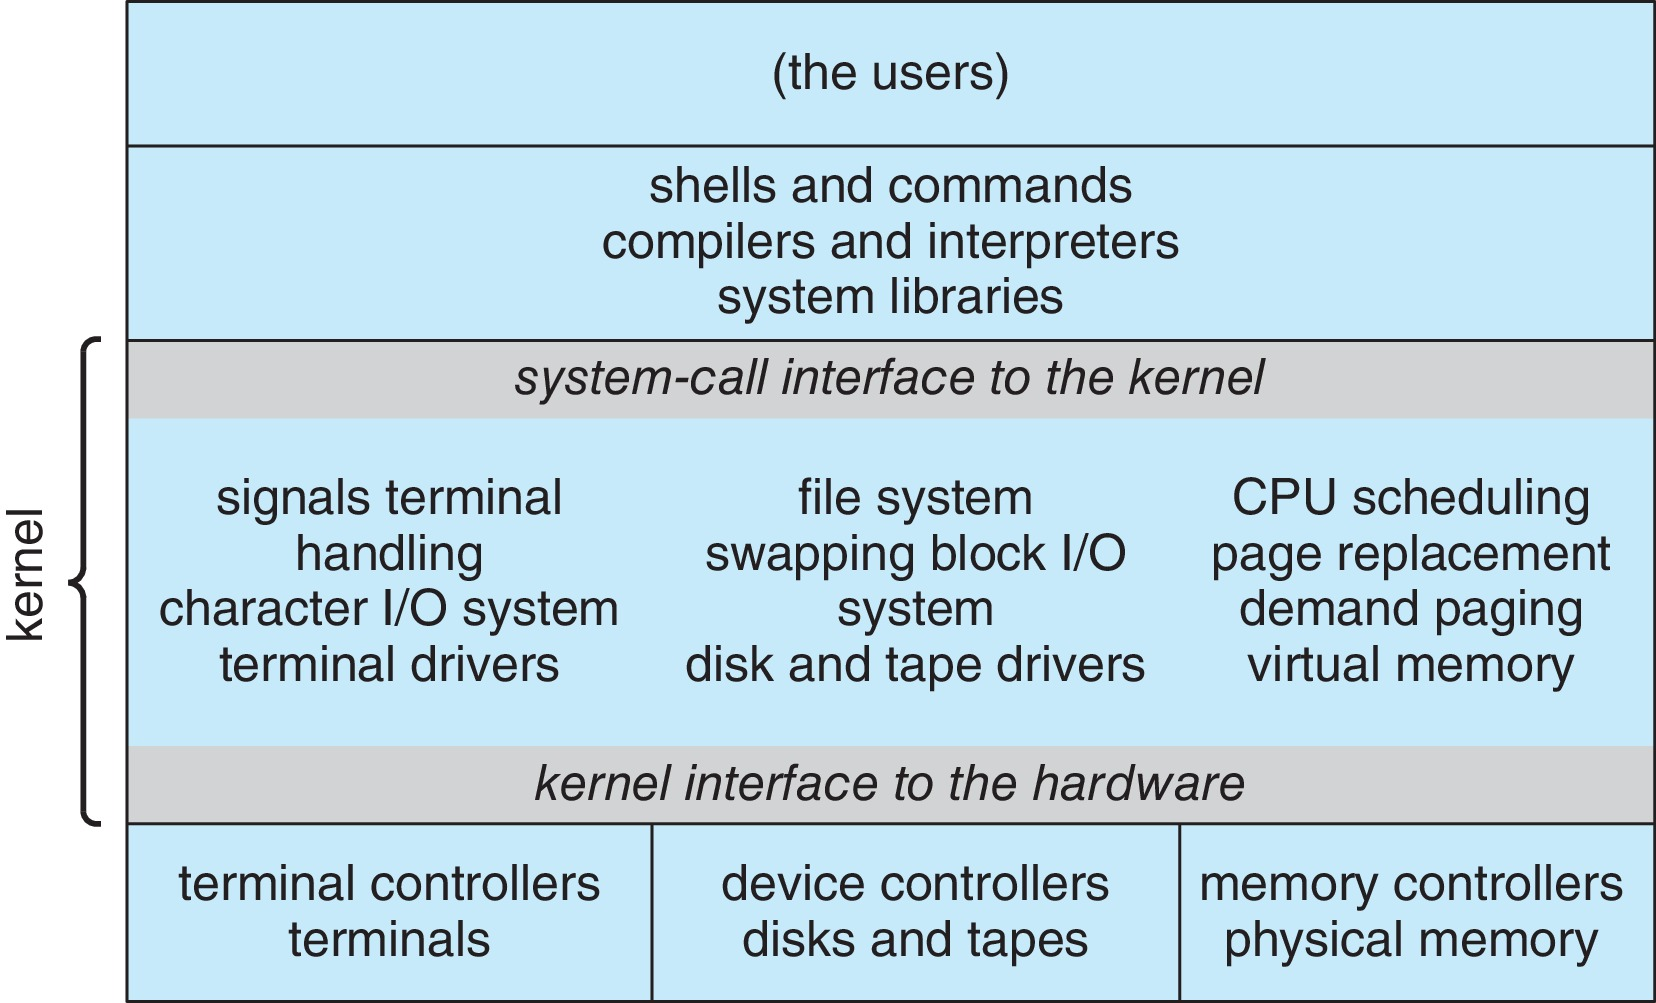 (the users)
shells and commands
compilers and interpreters
system libraries
system-call interface to the kernel
kernel
signals terminal
handling
character I/O system
terminal drivers
file system
swapping block I/O
system
disk and tape drivers
CPU scheduling
page replacement
demand paging
virtual memory
kernel interface to the hardware
terminal controllers
terminals
device controllers
disks and tapes
memory controllers
physical memory